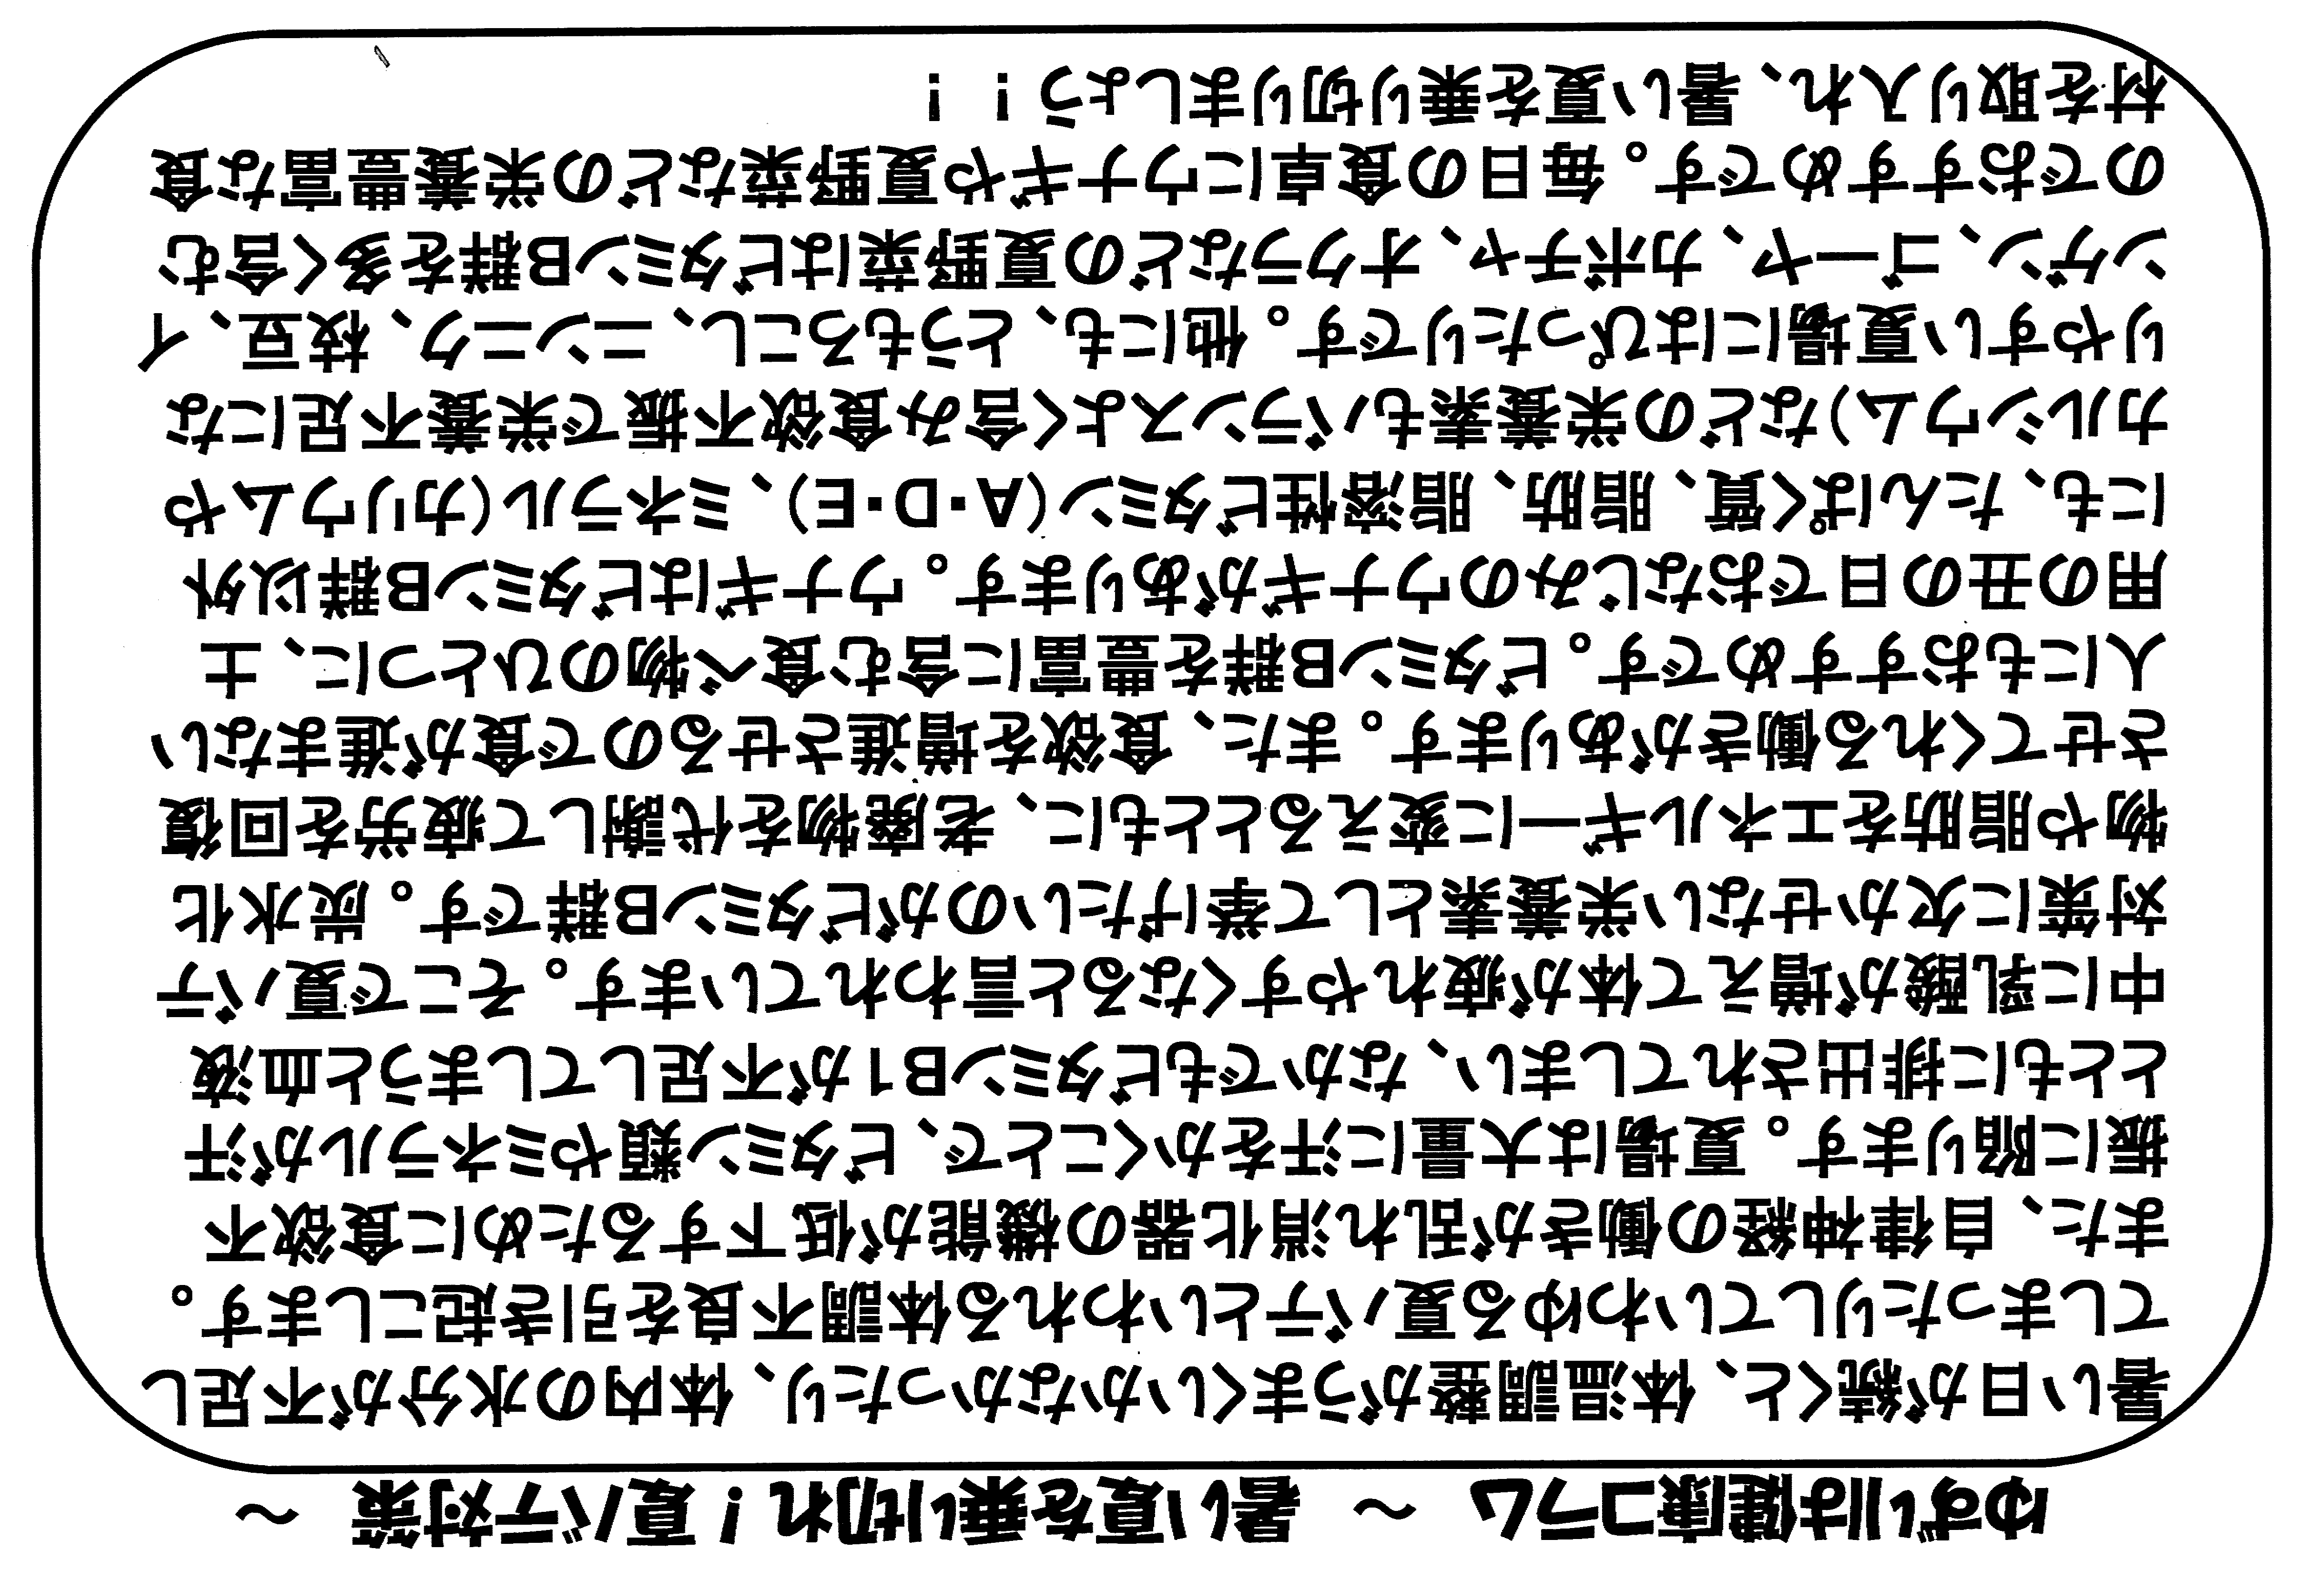 ゆずいは健康コラム ～ 暑い夏を乗り切れ！夏バテ対策 ～
暑い日が続くと、体温調整がうまくいかなかったり、体内の水分が不足し
てしまったりしていわゆる夏バテといわれる体調不良を引き起こします。
また、自律神経の働きが乱れ消化器の機能が低下するために食欲不
振に陥ります。夏場は大量に汗をかくことで、ビタミン類やミネラルが汗
とともに排出されてしまい、なかでもビタミンB1が不足してしまうと血液
中に乳酸が増えて体が疲れやすくなると言われています。そこで夏バテ
対策に欠かせない栄養素として挙げたいのがビタミンB群です。炭水化
物や脂肪をエネルギーに変えるとともに、老廃物を代謝して疲労を回復
させてくれる働きがあります。また、食欲を増進させるので食が進まない
人にもおすすめです。ビタミンB群を豊富に含む食べ物のひとつに、土
用の丑の日でおなじみのウナギがあります。ウナギはビタミンB群以外
にも、たんぱく質、脂肪、脂溶性ビタミン（A・D・E）、ミネラル（カリウムや
カルシウム）などの栄養素もバランスよく含み食欲不振で栄養不足にな
りやすい夏場にはぴったりです。他にも、とうもろこし、ニンニク、枝豆、イ
ンゲン、ゴーヤ、カボチャ、オクラなどの夏野菜はビタミンB群を多く含む
のでおすすめです。毎日の食卓にウナギや夏野菜などの栄養豊富な食
材を取り入れ、暑い夏を乗り切りましょう！！